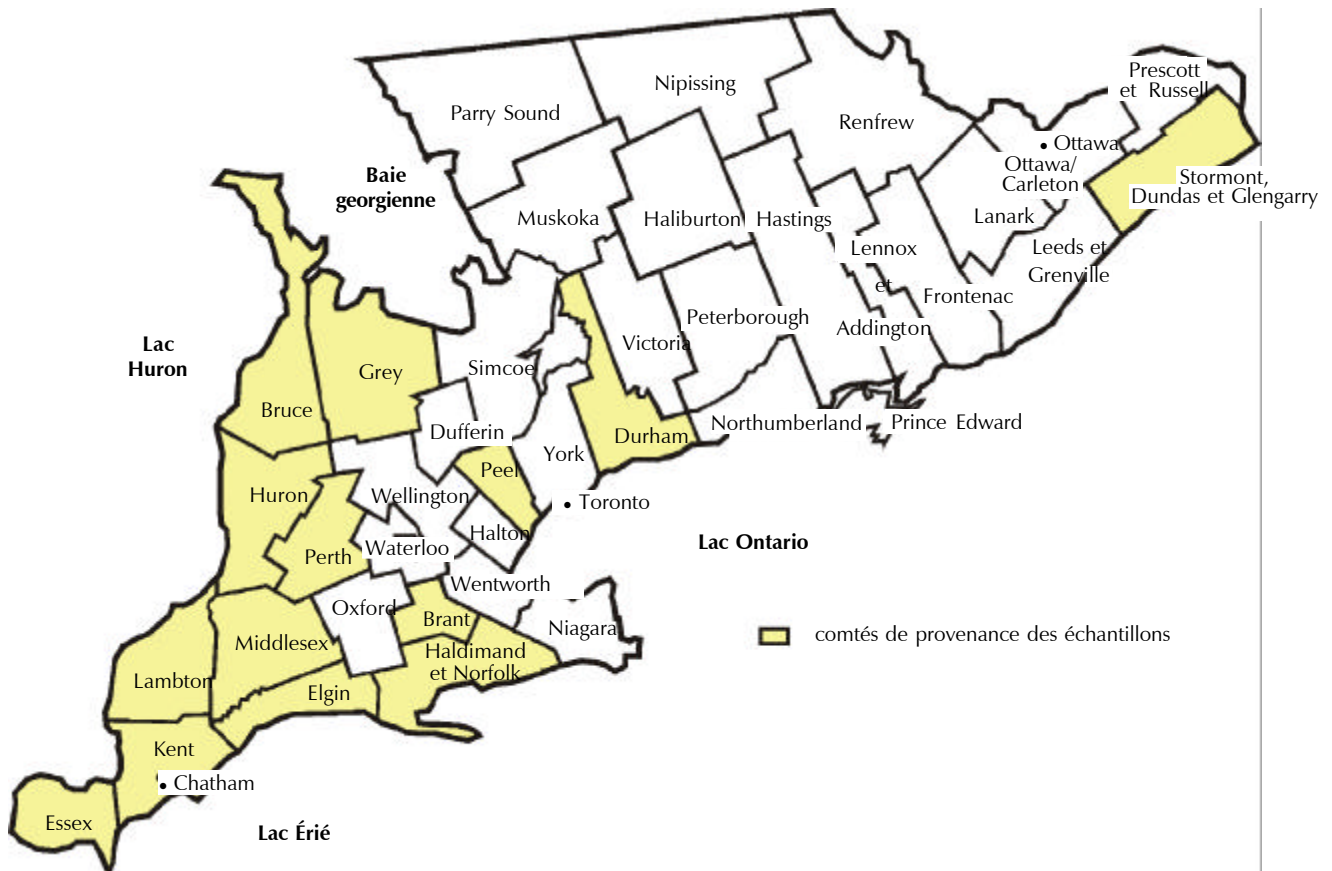 Prescott
et Russell
Nipissing
Parry Sound
Renfrew
Ottawa
Ottawa/
Carleton
Stormont,
Dundas et Glengarry
Baie
georgienne
Muskoka
Haliburton
Hastings
Lanark
Lennox
et
Addington
Leeds et
Grenville
Frontenac
Peterborough
Victoria
Lac
Huron
Grey
Simcoe
Bruce
Dufferin
Durham
Northumberland
Prince Edward
York
Peel
Huron
Wellington
Toronto
Halton
Lac Ontario
Perth
Waterloo
Wentworth
Oxford
Brant
Niagara
comtés de provenance des échantillons
Middlesex
Haldimand
et Norfolk
Lambton
Elgin
Kent
Chatham
Essex
Lac Érié